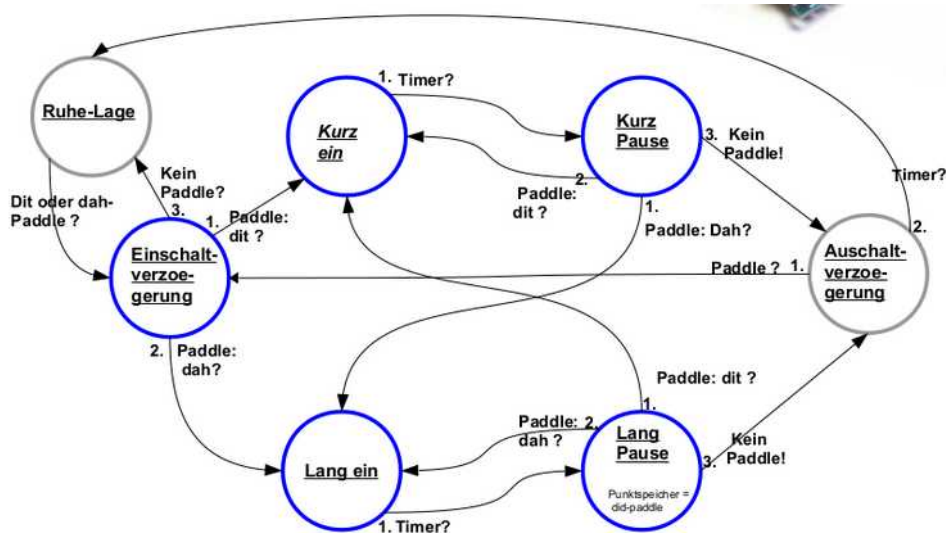 Ruhe-Lage
Dit oder dah-
Paddle ?
Kein
Paddle?
3.
1.
Paddle:
dit ?
Einschalt-
verzoe-
gerung
2.
Paddle:
dah?
Kurz
ein
1. Timer?
Kurz
Pause
2.
Paddle:
dit ?
3.
Kein
Paddle!
1.
Paddle: Dah?
Timer?
2.
Paddle ?
1.
Auschalt-
verzoe-
gerung
Lang ein
1. Timer?
Paddle:
dah ?
2.
Paddle: dit ?
1.
Lang
Pause
Punktspeicher =
did-paddle
3.
Kein
Paddle!